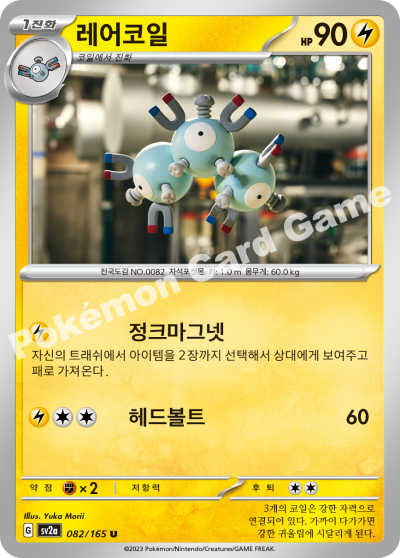 1진화
레어코일
HP 90
코일에서 진화
전국도감 NO.0082 자석포켓몬 키: 1.0 m 몸무게: 60.0 kg
정크마그넷
자신의 트래쉬에서 아이템을 2장까지 선택해서 상대에게 보여주고
패로 가져온다.
헤드볼트 60
약 점 ×2 저항력 후 퇴
Illus. Yuka Morii
G sv2a 082/165 U
3개의 코일은 강한 자력으로
연결되어 있다. 가까이 다가가면
강한 귀울림에 시달리게 된다.
©2023 Pokémon/Nintendo/Creatures/GAME FREAK.
Pokémon Card Game